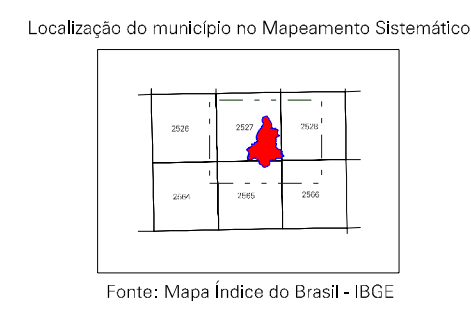 Localização do município no Mapeamento Sistemático
2526 2527 2528
2564 2565 2566
Fonte: Mapa Índice do Brasil - IBGE